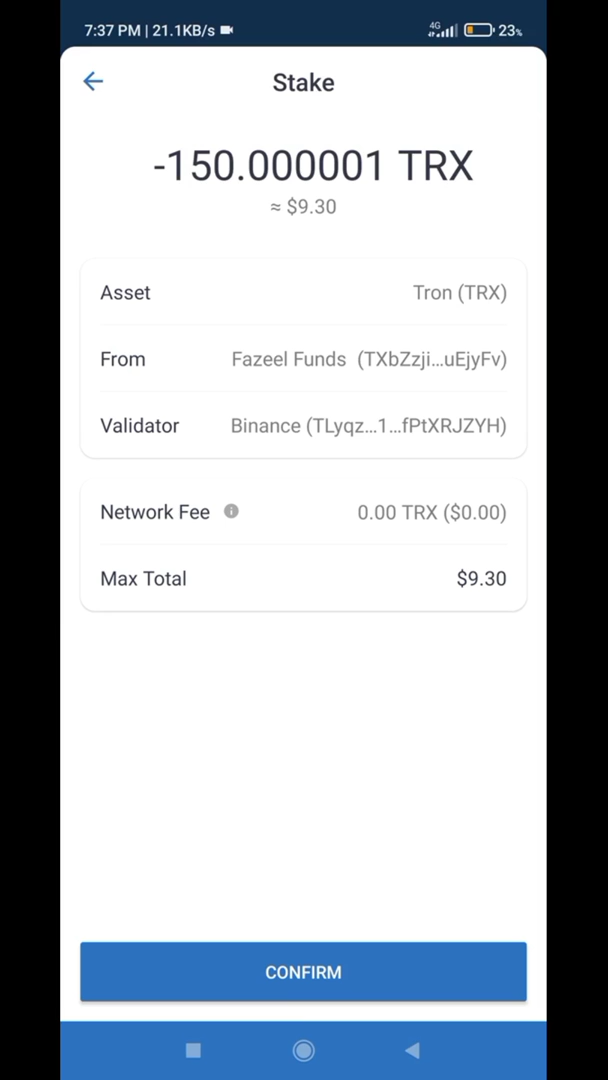 7:37 PM | 21.1KB/s 4G 23%
Stake
-150.000001 TRX
≈ $9.30
Asset Tron (TRX)
From Fazeel Funds (TXbZzji...uEjyFv)
Validator Binance (TLyqz...1...fPtXRJZYH)
Network Fee 0.00 TRX ($0.00)
Max Total $9.30
CONFIRM